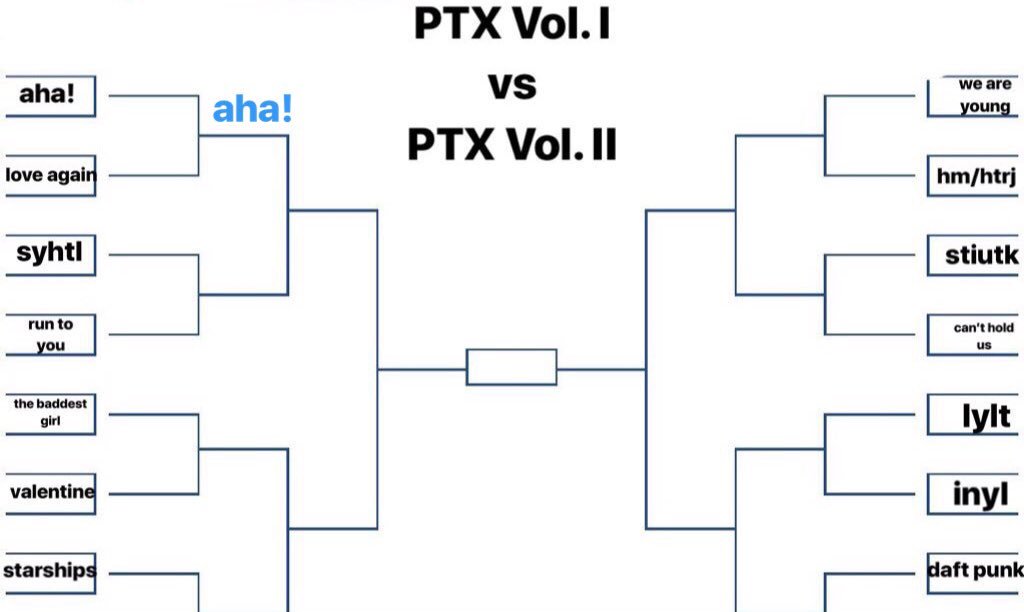 PTX Vol. I
vs
PTX Vol. II
aha!
aha!
love again
syhtl
run to
you
the baddest
girl
valentine
starships
we are
young
hm/htrj
stiutk
can't hold
us
lylt
inyl
daft punk